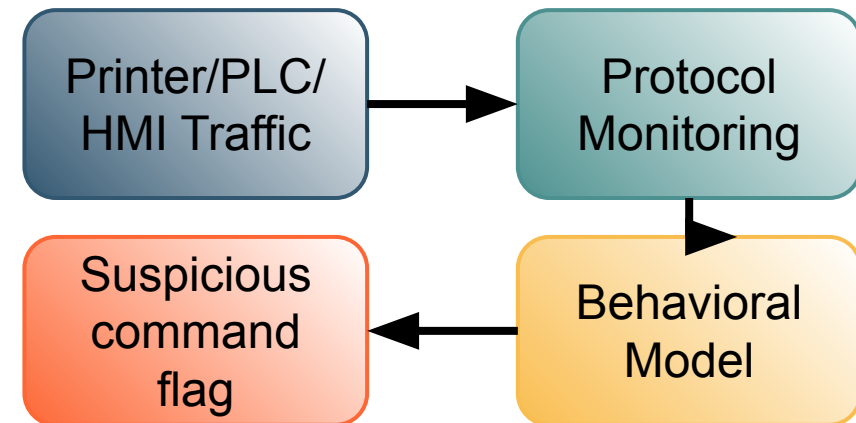 Printer/PLC/
HMI Traffic
Protocol
Monitoring
Suspicious
command
flag
Behavioral
Model